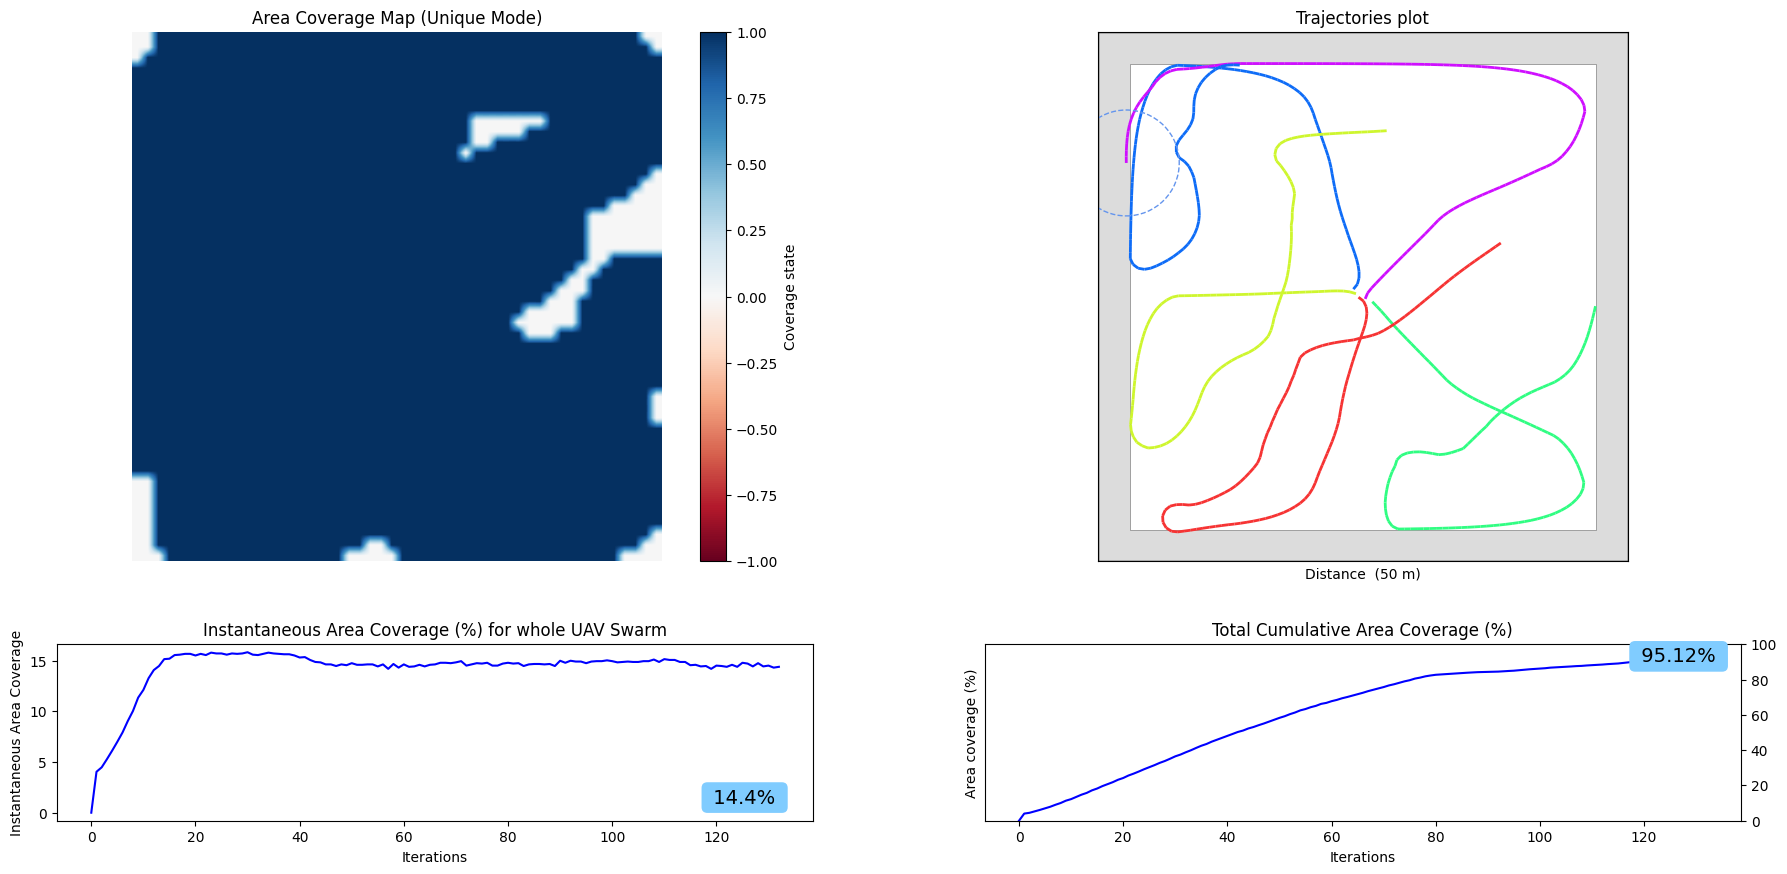 Area Coverage Map (Unique Mode)
1.00
0.75
0.50
0.25
0.00
−0.25
−0.50
−0.75
−1.00
Coverage state
Trajectories plot
Distance  (50 m)
Instantaneous Area Coverage (%) for whole UAV Swarm
Instantaneous Area Coverage
15
10
5
0
14.4%
0 20 40 60 80 100 120
Iterations
Total Cumulative Area Coverage (%)
Area coverage (%)
95.12%
100
80
60
40
20
0
0 20 40 60 80 100 120
Iterations